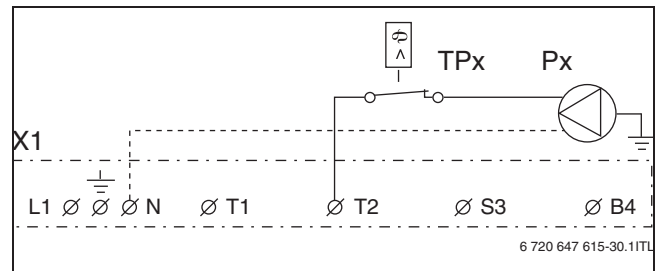 ϑ >
TPx Px
X1
L1 N T1 T2 S3 B4
6 720 647 615-30.1ITL